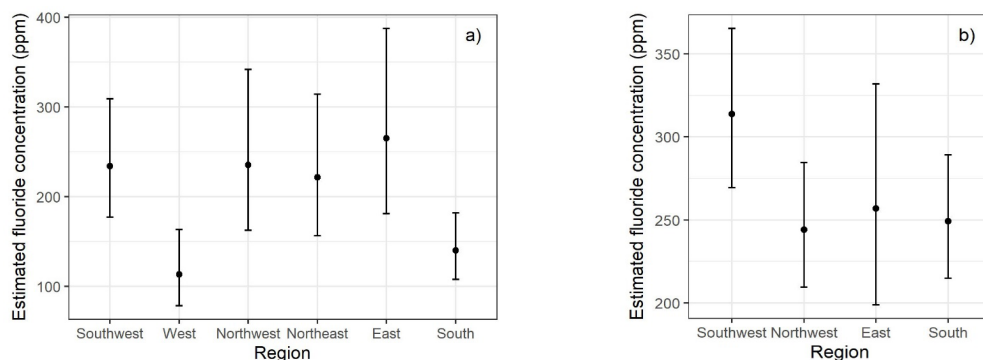 a)
Estimated fluoride concentration (ppm)
400
300
200
100
Southwest West Northwest Northeast East South
Region
b)
Estimated fluoride concentration (ppm)
350
300
250
200
Southwest Northwest East South
Region